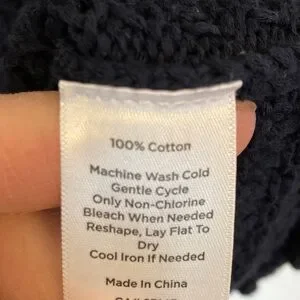 100% Cotton
Machine Wash Cold
Gentle Cycle
Only Non-Chlorine
Bleach When Needed
Reshape, Lay Flat To
Dry
Cool Iron If Needed
Made In China